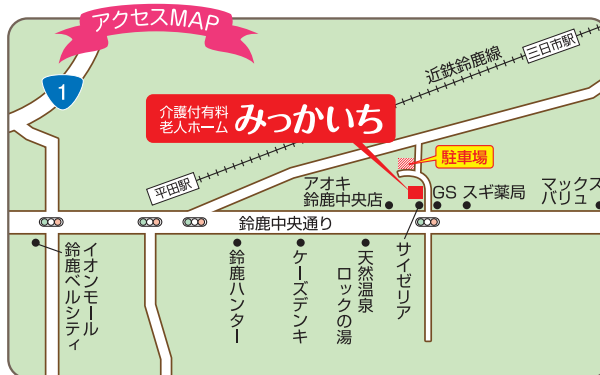 アクセスMAP
1
三日市駅
近鉄鈴鹿線
介護付有料
老人ホーム
みっかいち
駐車場
平田駅
アオキ
鈴鹿中央店
GS
スギ薬局
マックス
バリュ
鈴鹿中央通り
イオンモール
鈴鹿ベルシティ
鈴鹿ハンター
ケーズデンキ
天然温泉
ロックの湯
サイゼリア